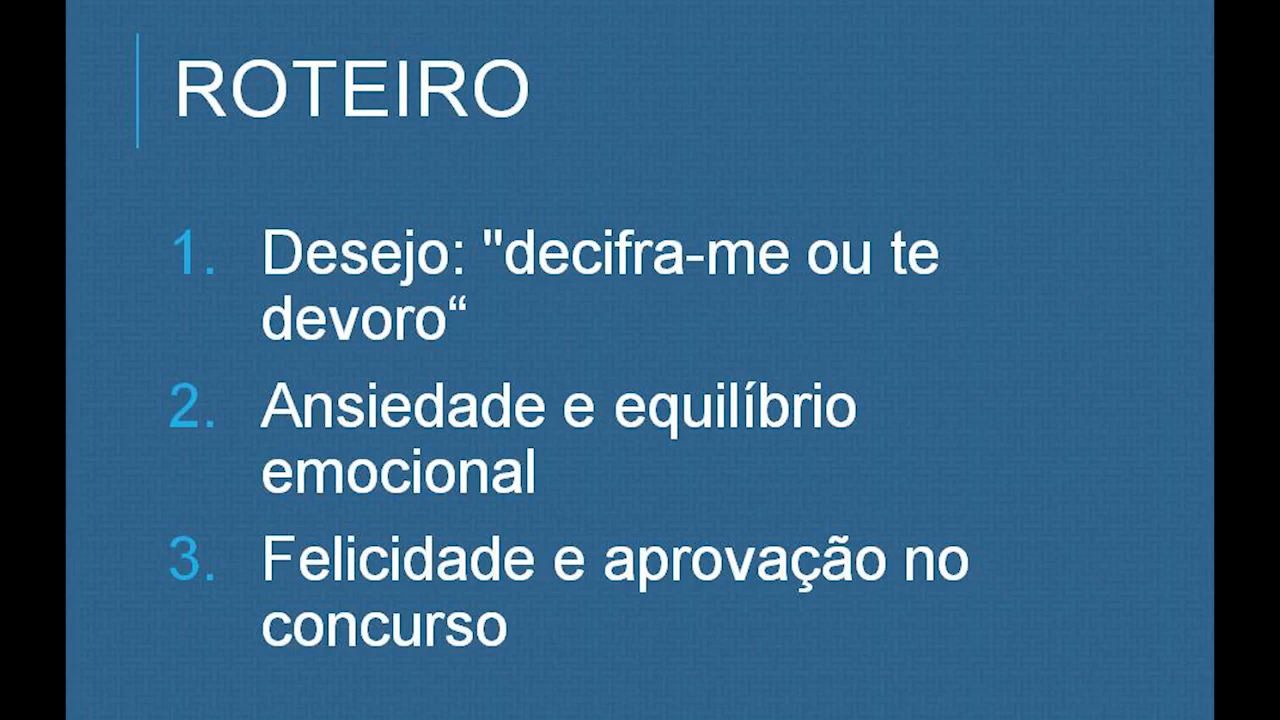 ROTEIRO
1. Desejo: "decifra-me ou te
devoro“
2. Ansiedade e equilíbrio
emocional
3. Felicidade e aprovação no
concurso